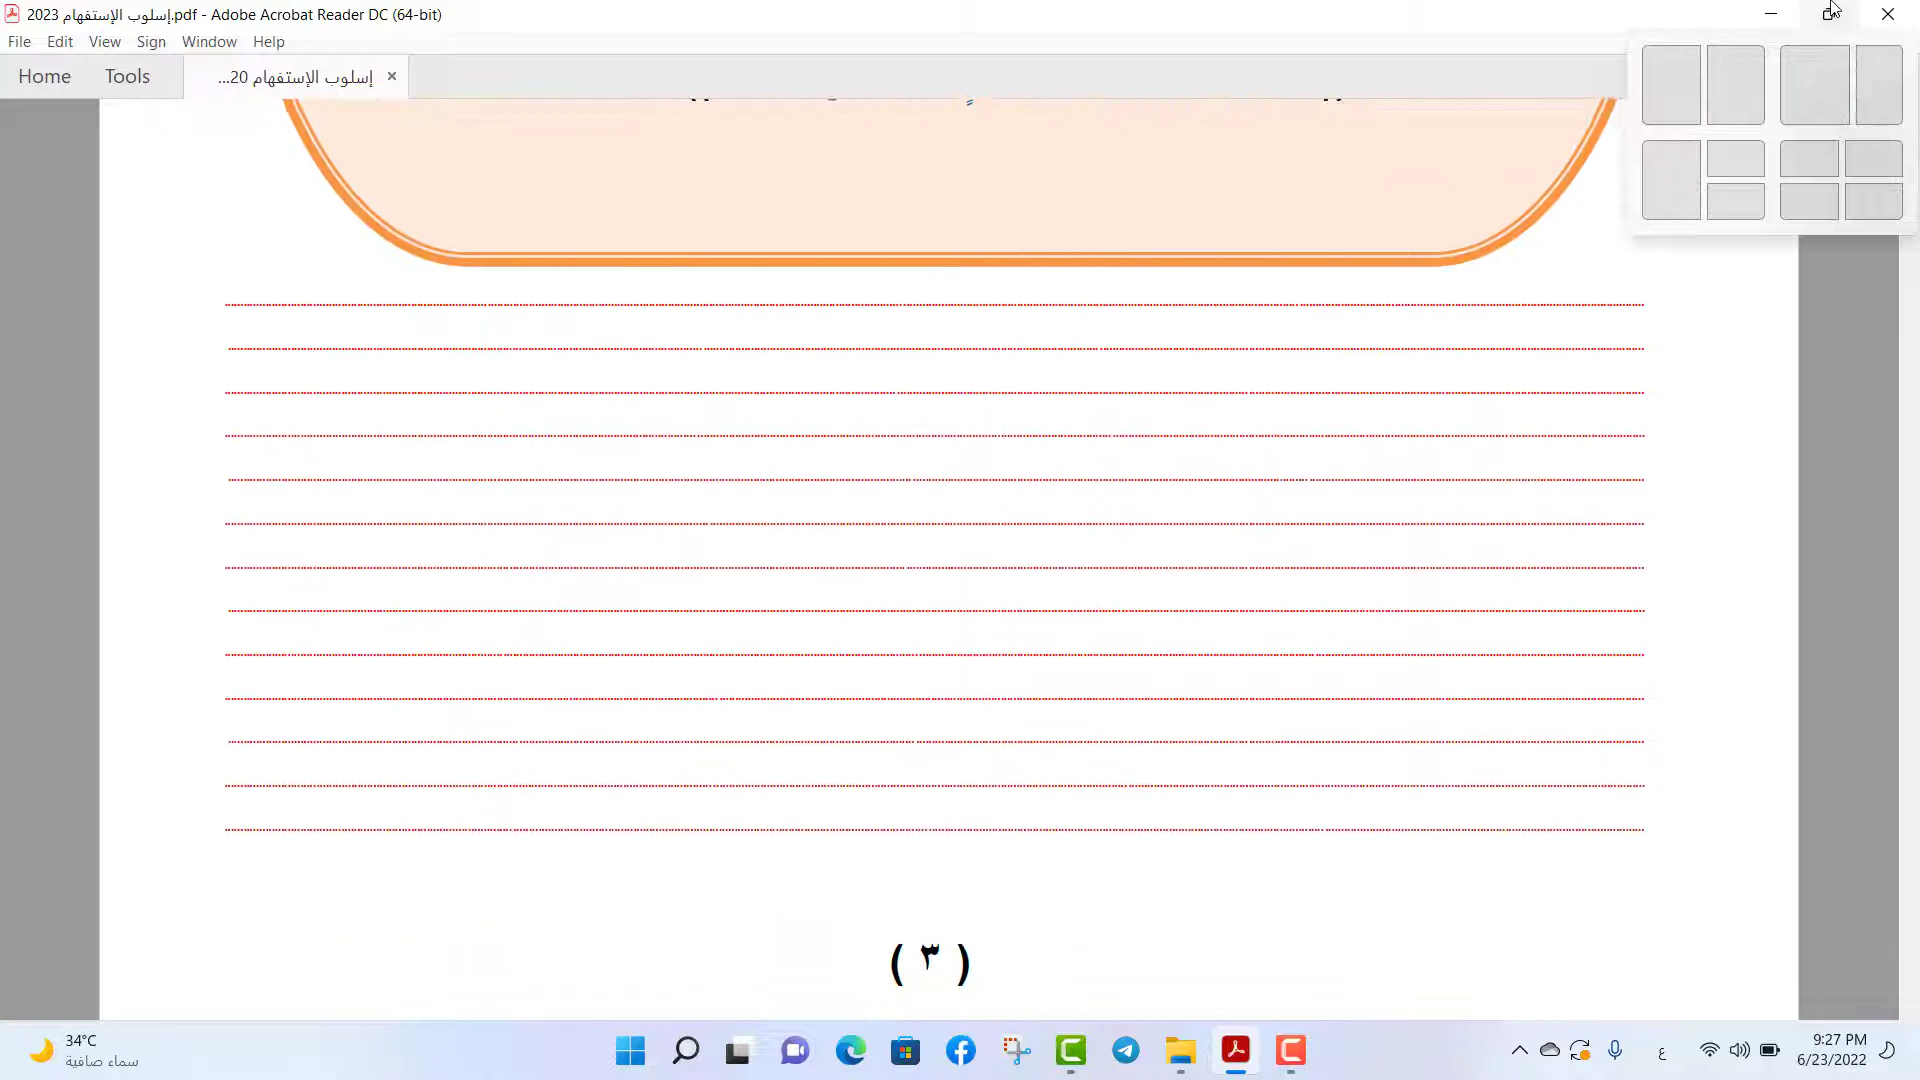 إسلوب الإستفهام 2023.pdf - Adobe Acrobat Reader DC (64-bit)
File Edit View Sign Window Help
Home Tools إسلوب الإستفهام 20...
( ٣ )
34°C
سماء صافية
ع
9:27 PM
6/23/2022